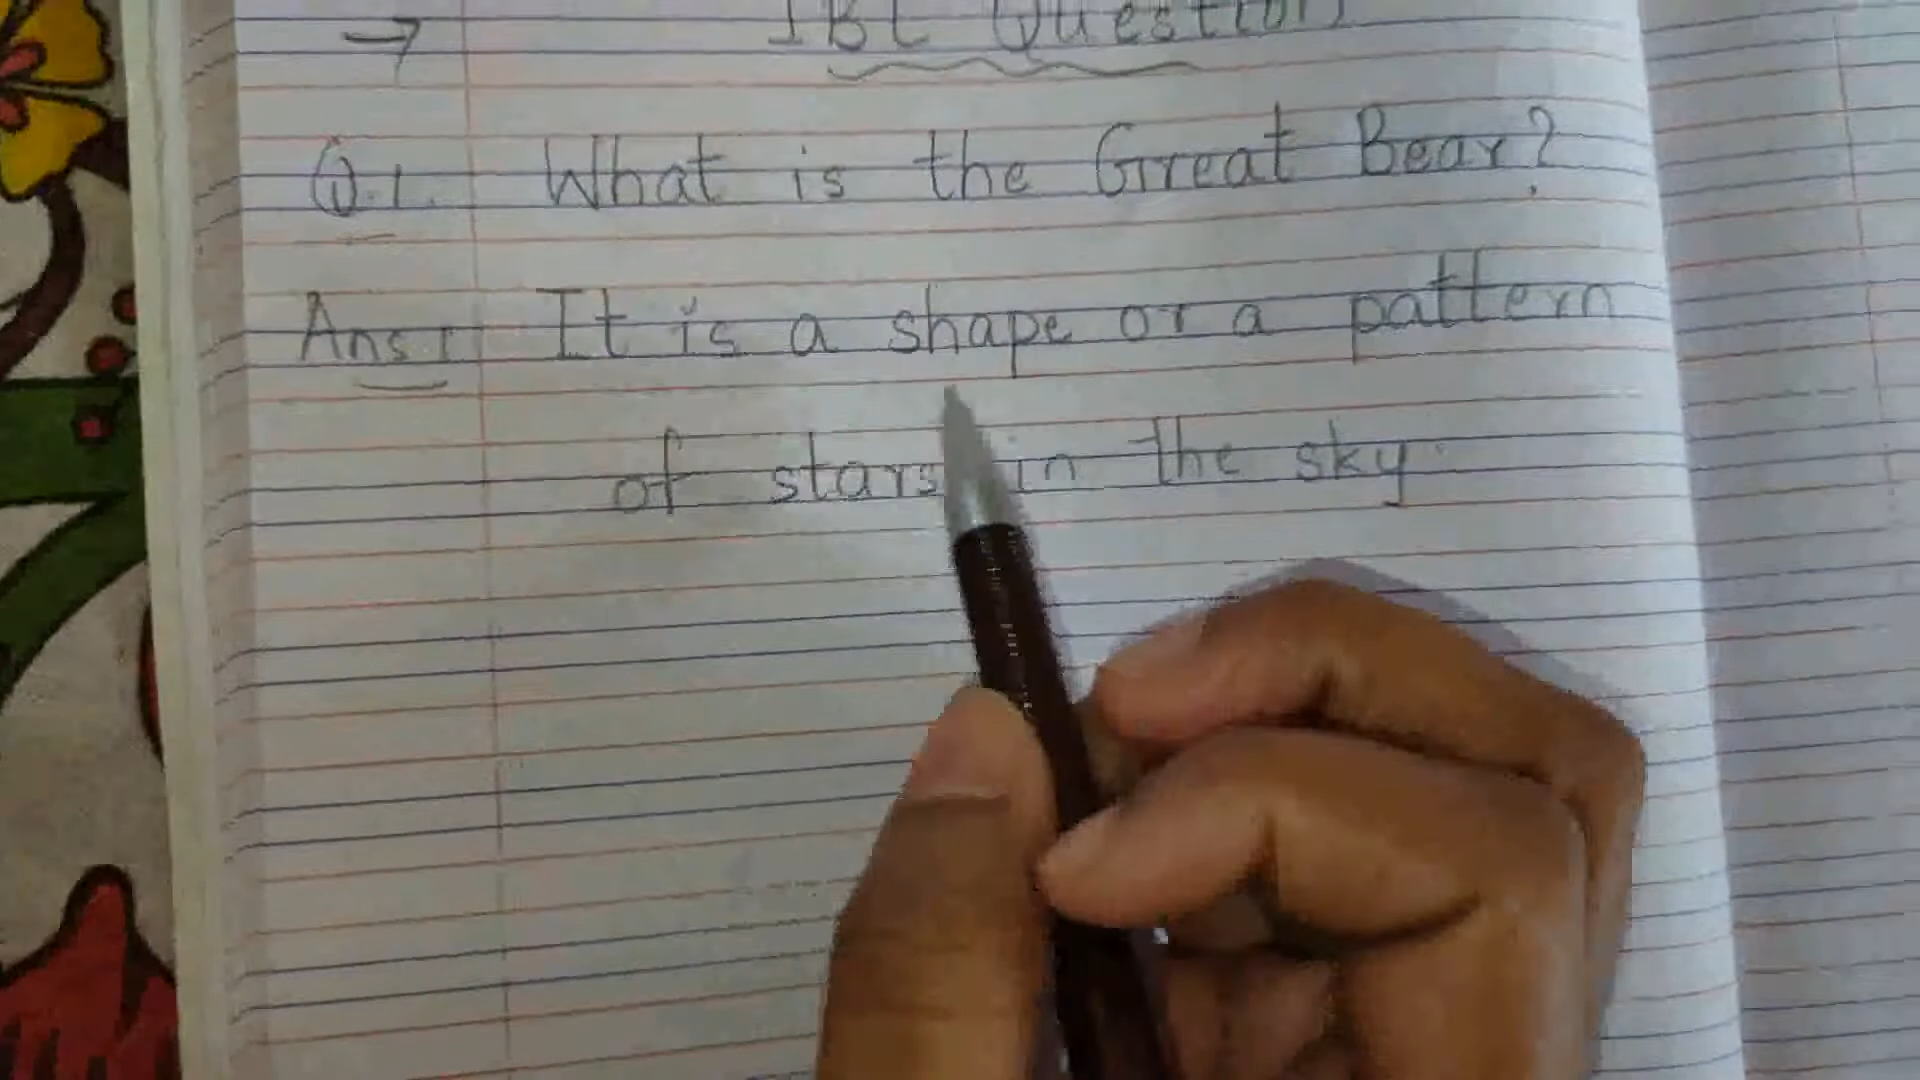 → IBL Question
Q.1. What is the Great Bear?
Ans 1 It is a shape or a pattern
of stars in the sky.